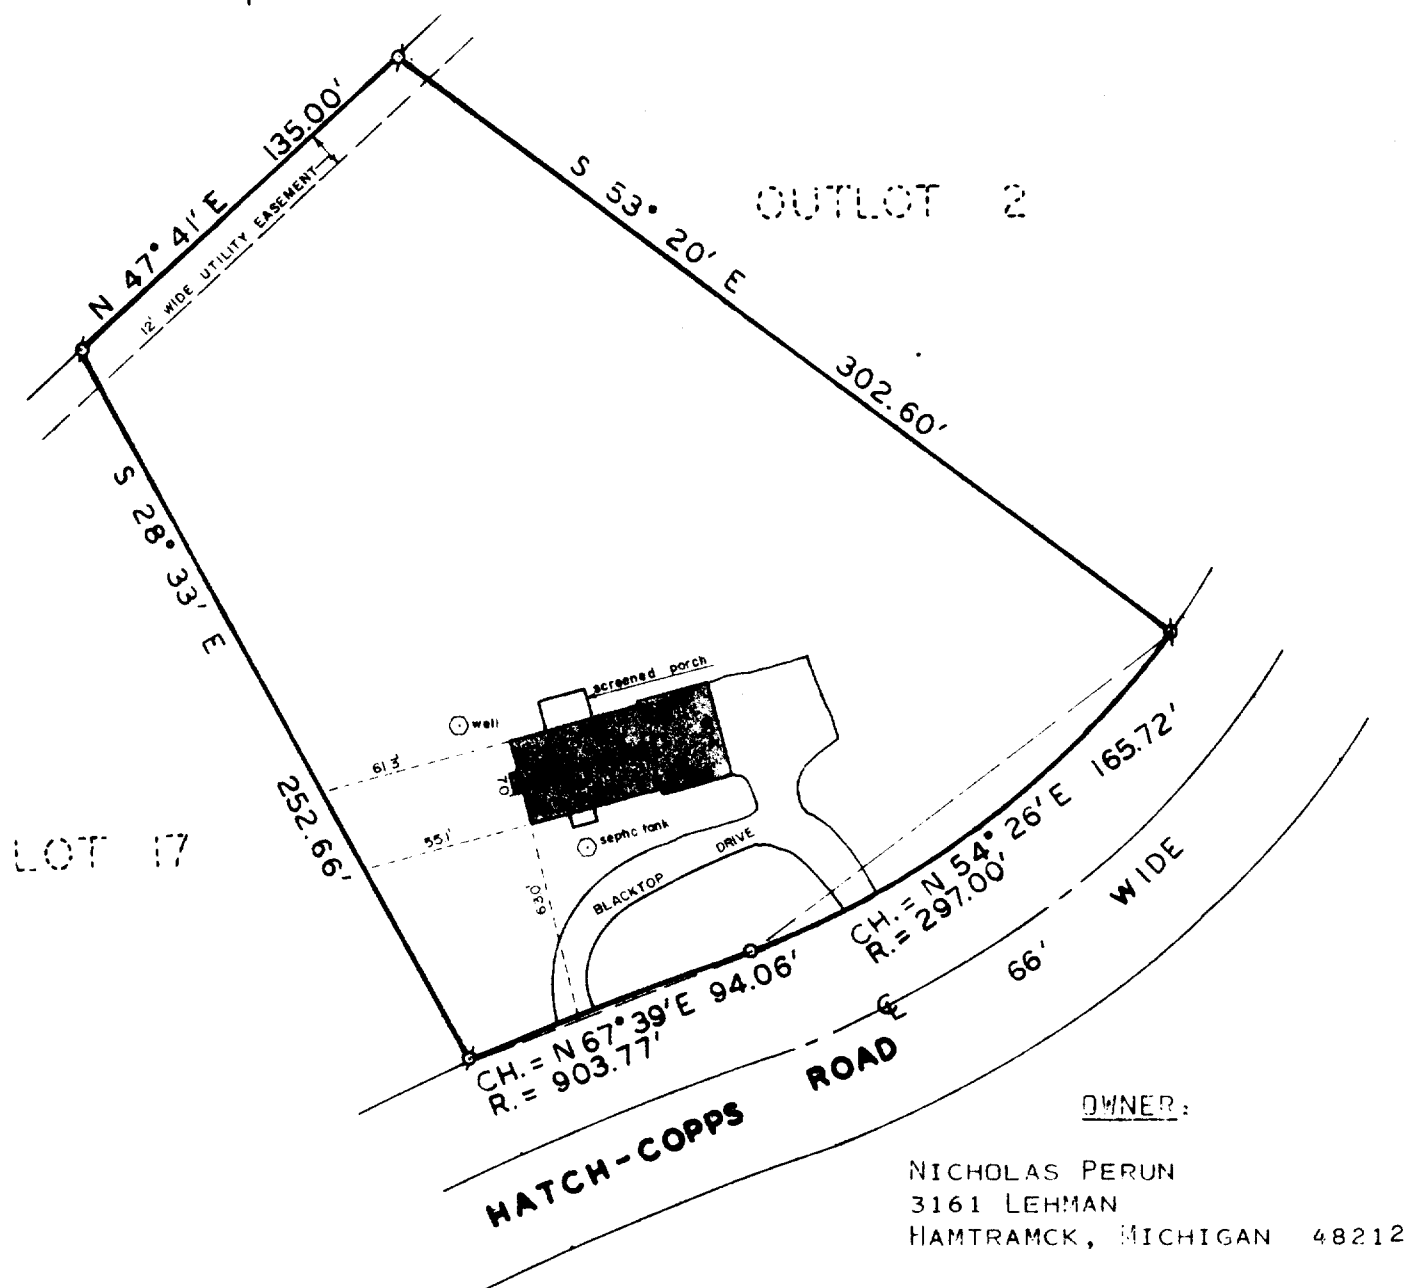 135.00'
N 47° 41' E
12' WIDE UTILITY EASEMENT
S 53° 20' E
OUTLOT 2
302.60'
S 28° 33' E
252.66'
LOT 17
screened porch
well
61.3'
7.0'
55.1'
septic tank
63.0'
BLACKTOP DRIVE
CH. = N 54° 26' E 165.72'
R. = 297.00'
CH. = N 67° 39' E 94.06'
R. = 903.77'
66' WIDE
HATCH-COPPS ROAD
OWNER:
NICHOLAS PERUN
3161 LEHMAN
HAMTRAMCK, MICHIGAN 48212